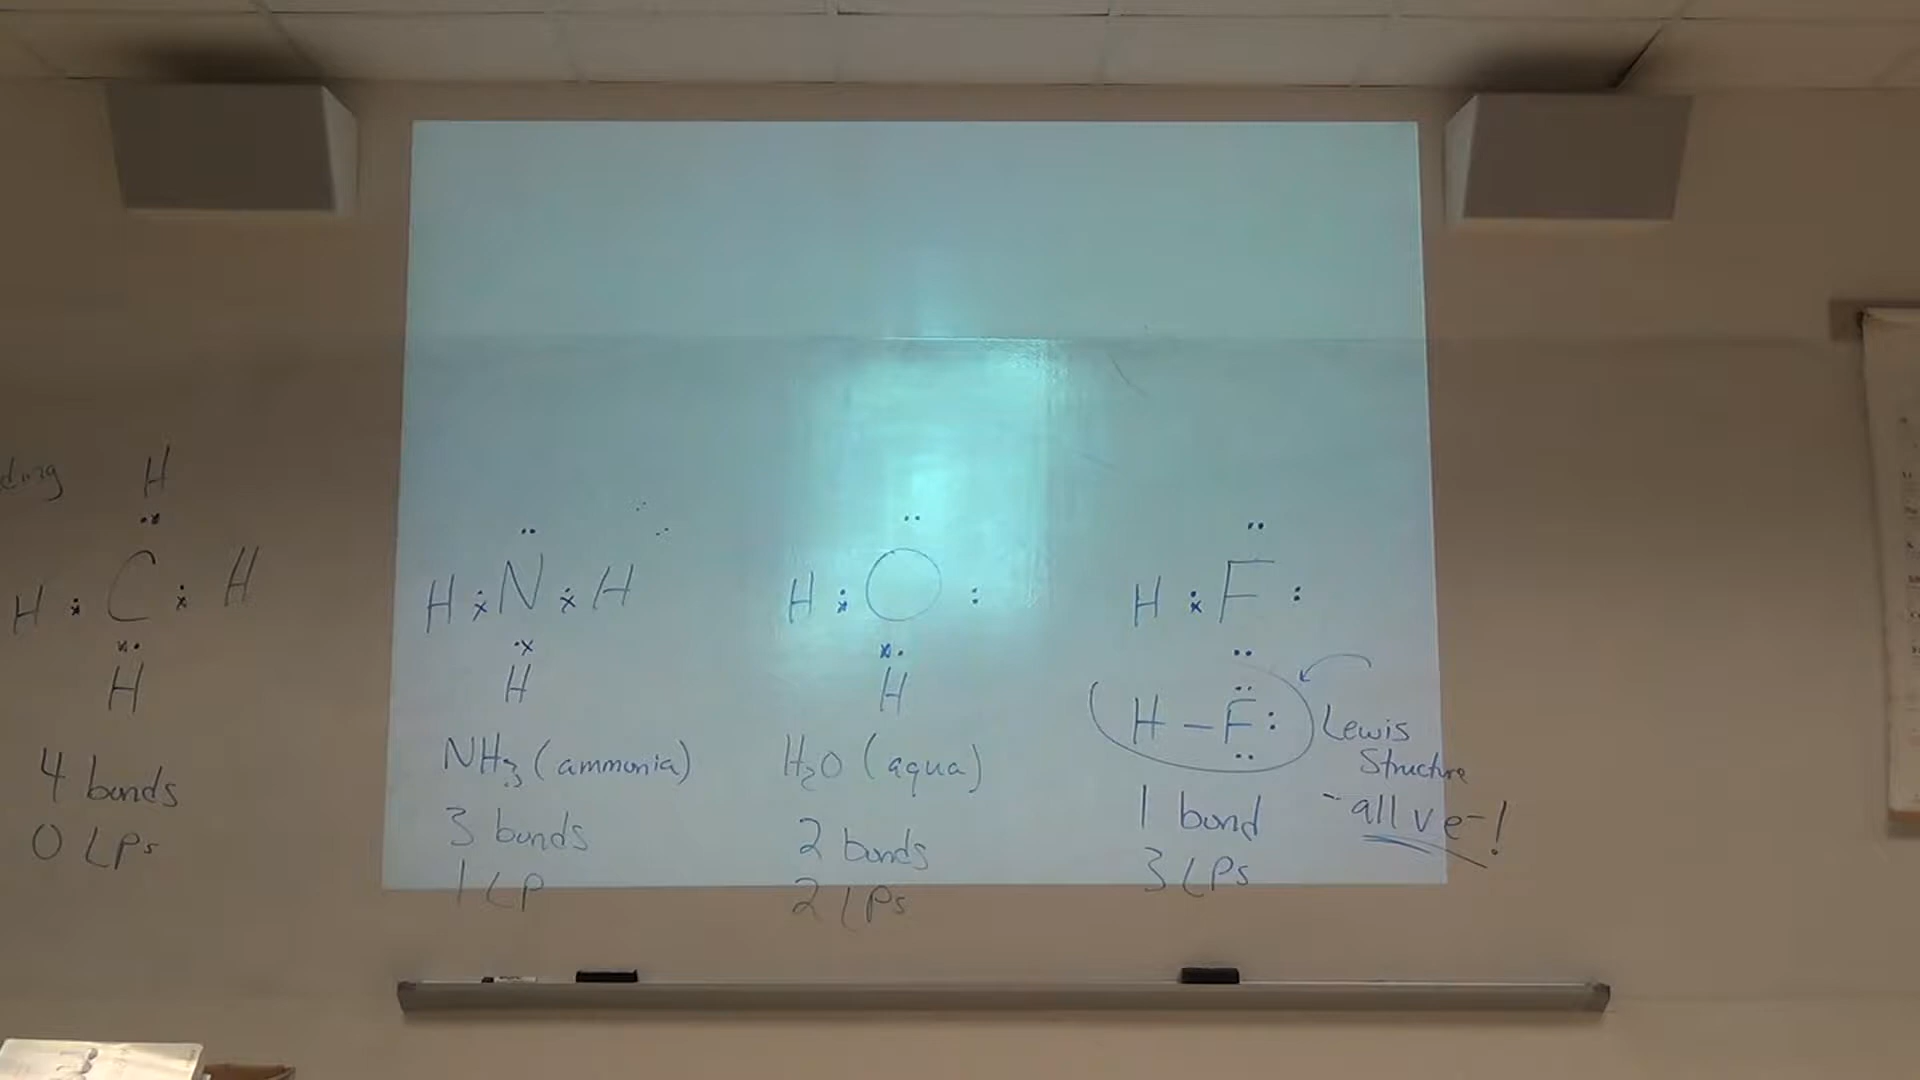 H
H C H
H
4 bonds
0 LPs
H N H
H
NH3 (ammonia)
3 bonds
1 LP
H O
H
H2O (aqua)
2 bonds
2 LPs
H F
H – F
1 bond
3 LPs
Lewis
Structure
- all v e- !